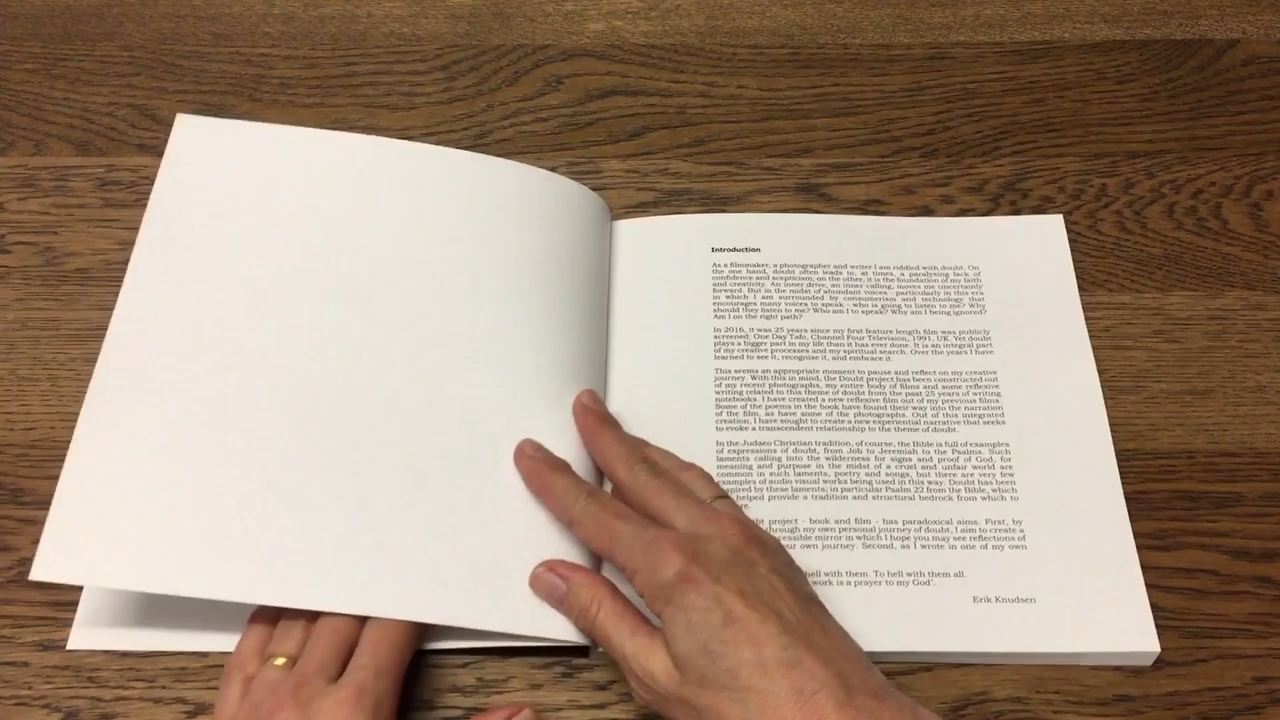 Introduction
As a filmmaker, a photographer and writer I am riddled with doubt. On
the one hand, doubt often leads to, at times, a paralysing lack of
confidence and scepticism; on the other, it is the foundation of my faith
and creativity. An inner drive, an inner calling, moves me uncertainly
forward. But in the midst of abundant voices - particularly in this era
in which I am surrounded by consumerism and technology that
encourages many voices to speak - who is going to listen to me? Why
should they listen to me? Who am I to speak? Why am I being ignored?
Am I on the right path?
In 2016, it was 25 years since my first feature length film was publicly
screened: One Day Tafo, Channel Four Television, 1991, UK. Yet doubt
plays a bigger part in my life than it has ever done. It is an integral part
of my creative processes and my spiritual search. Over the years I have
learned to see it, recognise it, and embrace it.
This seems an appropriate moment to pause and reflect on my creative
journey. With this in mind, the Doubt project has been constructed out
of my recent photographs, my entire body of films and some reflexive
writing related to this theme of doubt from the past 25 years of writing
notebooks. I have created a new reflexive film out of my previous films.
Some of the poems in the book have found their way into the narration
of the film, as have some of the photographs. Out of this integrated
creation, I have sought to create a new experiential narrative that seeks
to evoke a transcendent relationship to the theme of doubt.
In the Judaeo Christian tradition, of course, the Bible is full of examples
of expressions of doubt, from Job to Jeremiah to the Psalms. Such
laments calling into the wilderness for signs and proof of God, for
meaning and purpose in the midst of a cruel and unfair world are
common in such laments, poetry and songs, but there are very few
examples of audio visual works being used in this way. Doubt has been
spired by these laments; in particular Psalm 22 from the Bible, which
helped provide a tradition and structural bedrock from which to
re.
bt project - book and film - has paradoxical aims. First, by
through my own personal journey of doubt, I aim to create a
cessible mirror in which I hope you may see reflections of
ur own journey. Second, as I wrote in one of my own
hell with them. To hell with them all.
work is a prayer to my God'.
Erik Knudsen